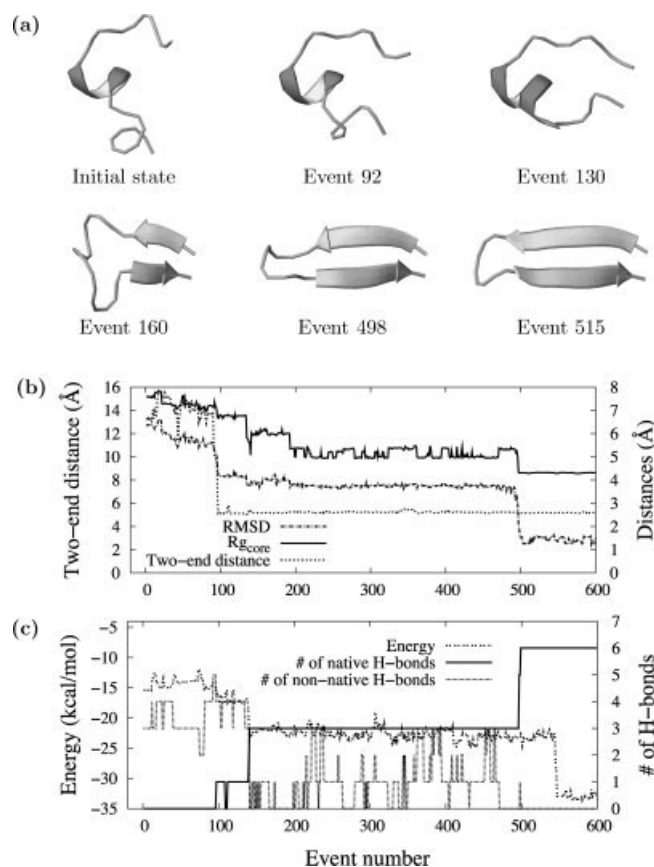 (a)
Initial state Event 92 Event 130
Event 160 Event 498 Event 515
(b)
Two-end distance (Å)
16
14
12
10
8
6
4
2
0
RMSD
Rgcore
Two-end distance
8
7
6
5
4
3
2
1
0
Distances (Å)
0 100 200 300 400 500 600
(c)
Energy (kcal/mol)
−5
−10
−15
−20
−25
−30
−35
Energy
# of native H-bonds
# of non-native H-bonds
7
6
5
4
3
2
1
0
# of H-bonds
0 100 200 300 400 500 600
Event number